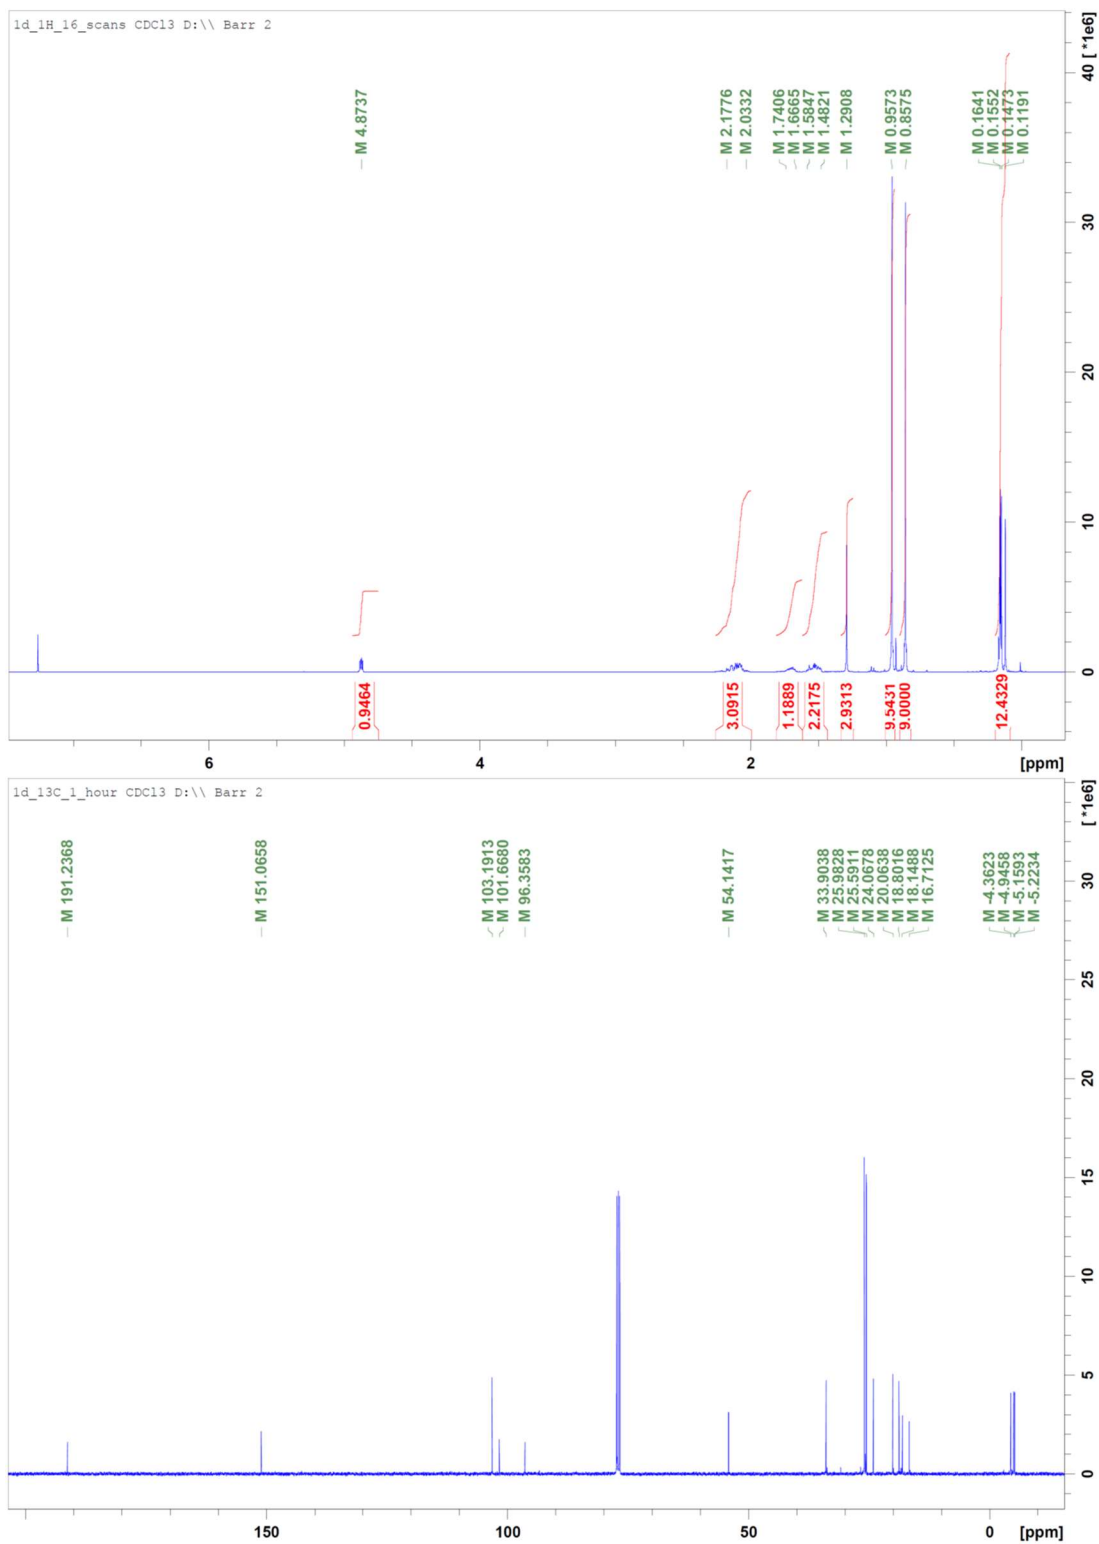 1d_1H_16_scans CDCl3 D:\\ Barr 2
M 4.8737
M 2.1776
M 2.0332
M 1.7406
M 1.6665
M 1.5847
M 1.4821
M 1.2908
M 0.9573
M 0.8575
M 0.1641
M 0.1552
M 0.1473
M 0.1191
[ *1e6]
40
30
20
10
0
0.9464
3.0915
1.1889
2.2175
2.9313
9.5431
9.0000
12.4329
6
4
2
[ppm]
1d_13C_1_hour CDCl3 D:\\ Barr 2
M 191.2368
M 151.0658
M 103.1913
M 101.6680
M 96.3583
M 54.1417
M 33.9038
M 25.9828
M 25.5911
M 24.0678
M 20.0638
M 18.8016
M 18.1488
M 16.7125
M -4.3623
M -4.9458
M -5.1593
M -5.2234
[ *1e6]
30
25
20
15
10
5
0
150
100
50
0
[ppm]